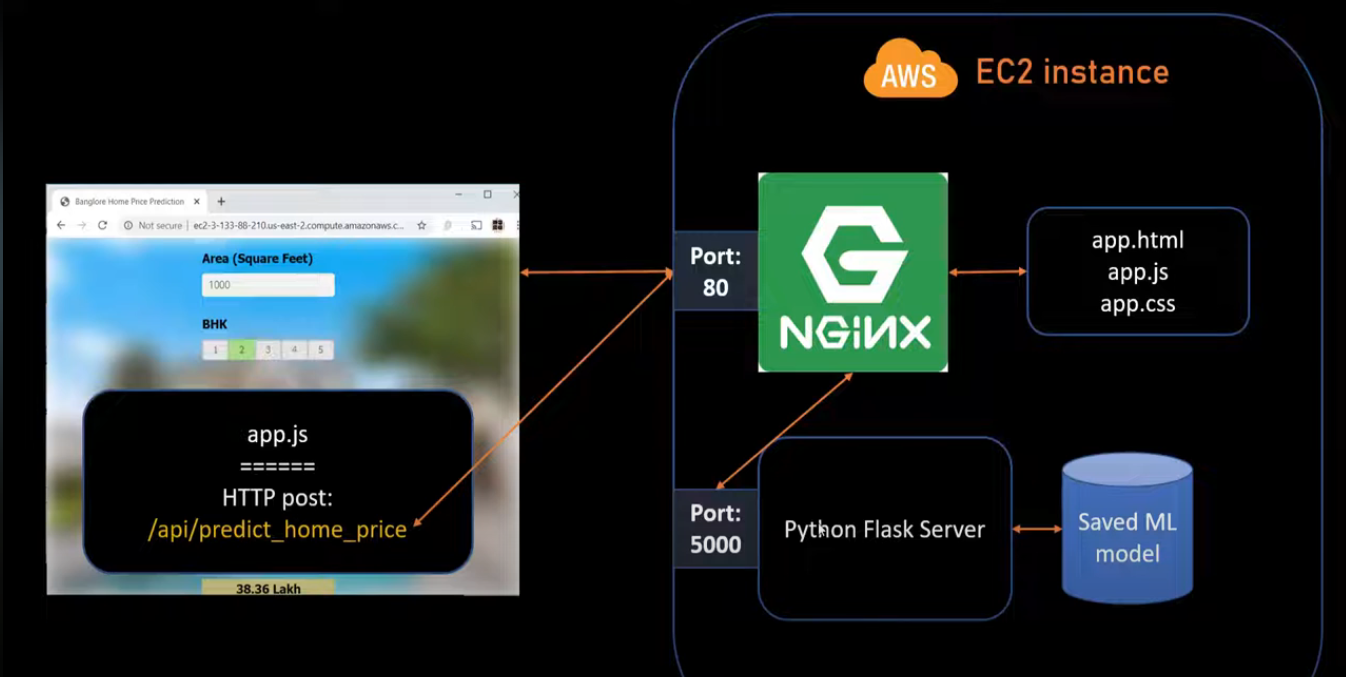 AWS EC2 instance
Banglore Home Price Prediction
Not secure | ec2-3-133-88-210.us-east-2.compute.amazonaws.c...
Area (Square Feet)
1000
BHK
1 2 3 4 5
app.js
======
HTTP post:
/api/predict_home_price
38.36 Lakh
Port:
80
NGiNX
app.html
app.js
app.css
Port:
5000
Python Flask Server
Saved ML
model